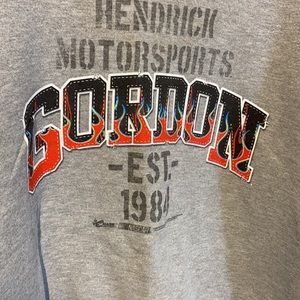 HENDRICK
MOTORSPORTS
GORDON
-EST.-
1984